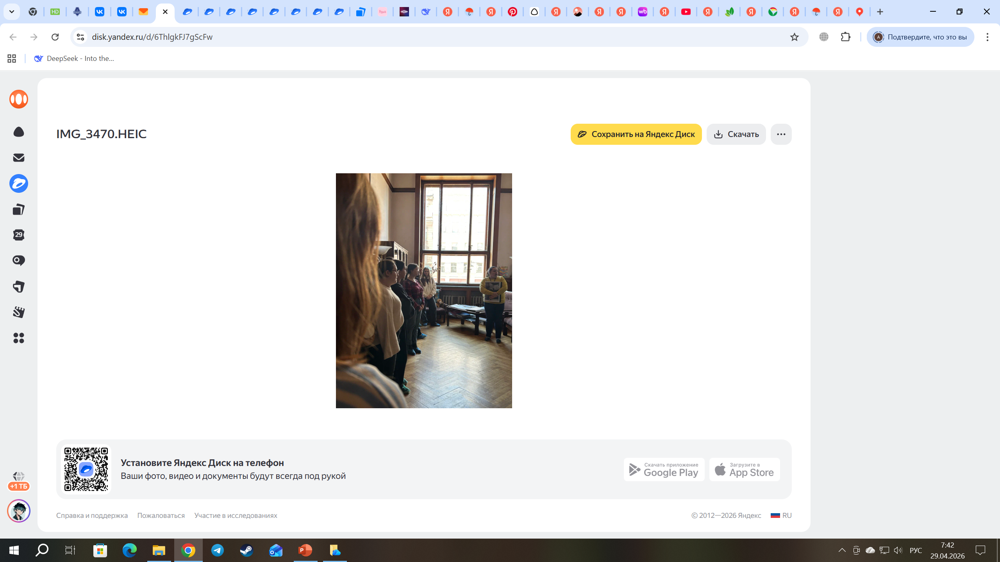 HD
wb
disk.yandex.ru/d/6ThlgkFJ7gScFw
A
Подтвердите, что это вы
DeepSeek - Into the...
IMG_3470.HEIC
Сохранить на Яндекс Диск
Скачать
29
Установите Яндекс Диск на телефон
Ваши фото, видео и документы будут всегда под рукой
Скачать приложение
Google Play
Загрузите в
App Store
+1 ТБ
Справка и поддержка
Пожаловаться
Участие в исследованиях
© 2012—2026 Яндекс
RU
РУС
7:42
29.04.2026